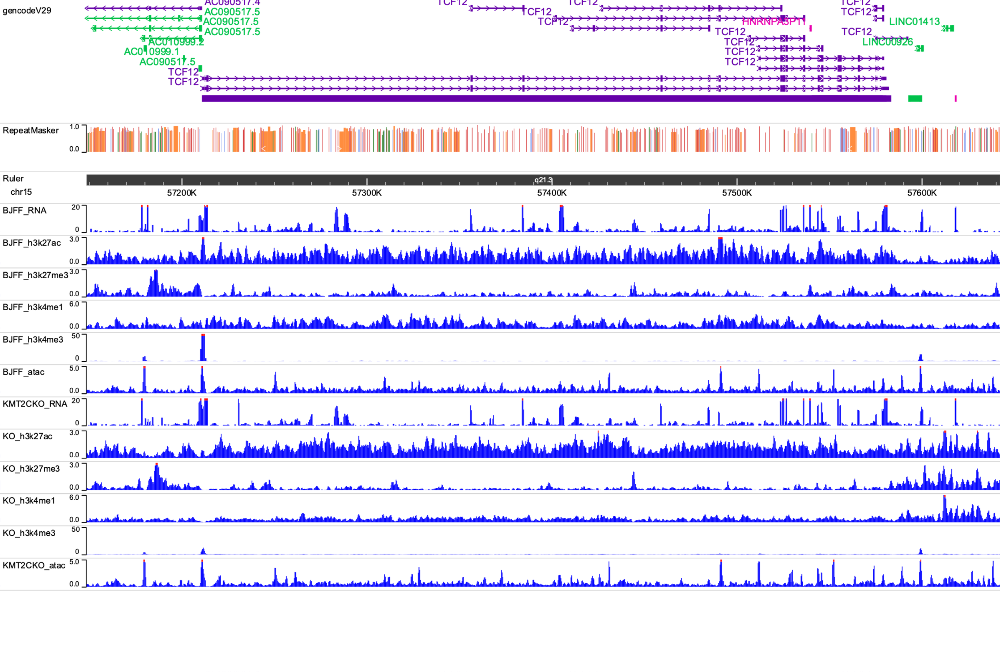 AC090517.4
TCF12
TCF12
TCF12
gencodeV29
AC090517.5
TCF12
TCF12
AC090517.5
TCF12
HNRNPA3P11
LINC01413
AC090517.5
TCF12
TCF12
AC010999.2
TCF12
LINC00926
AC010999.1
TCF12
AC090517.5
TCF12
TCF12
TCF12
RepeatMasker
1.0
0.0
Ruler
q21.3
chr15
57200K
57300K
57400K
57500K
57600K
BJFF_RNA
20
0
BJFF_h3k27ac
3.0
0.0
BJFF_h3k27me3
3.0
0.0
BJFF_h3k4me1
6.0
0.0
BJFF_h3k4me3
50
0
BJFF_atac
5.0
0.0
KMT2CKO_RNA
20
0
KO_h3k27ac
3.0
0.0
KO_h3k27me3
3.0
0.0
KO_h3k4me1
6.0
0.0
KO_h3k4me3
50
0
KMT2CKO_atac
5.0
0.0